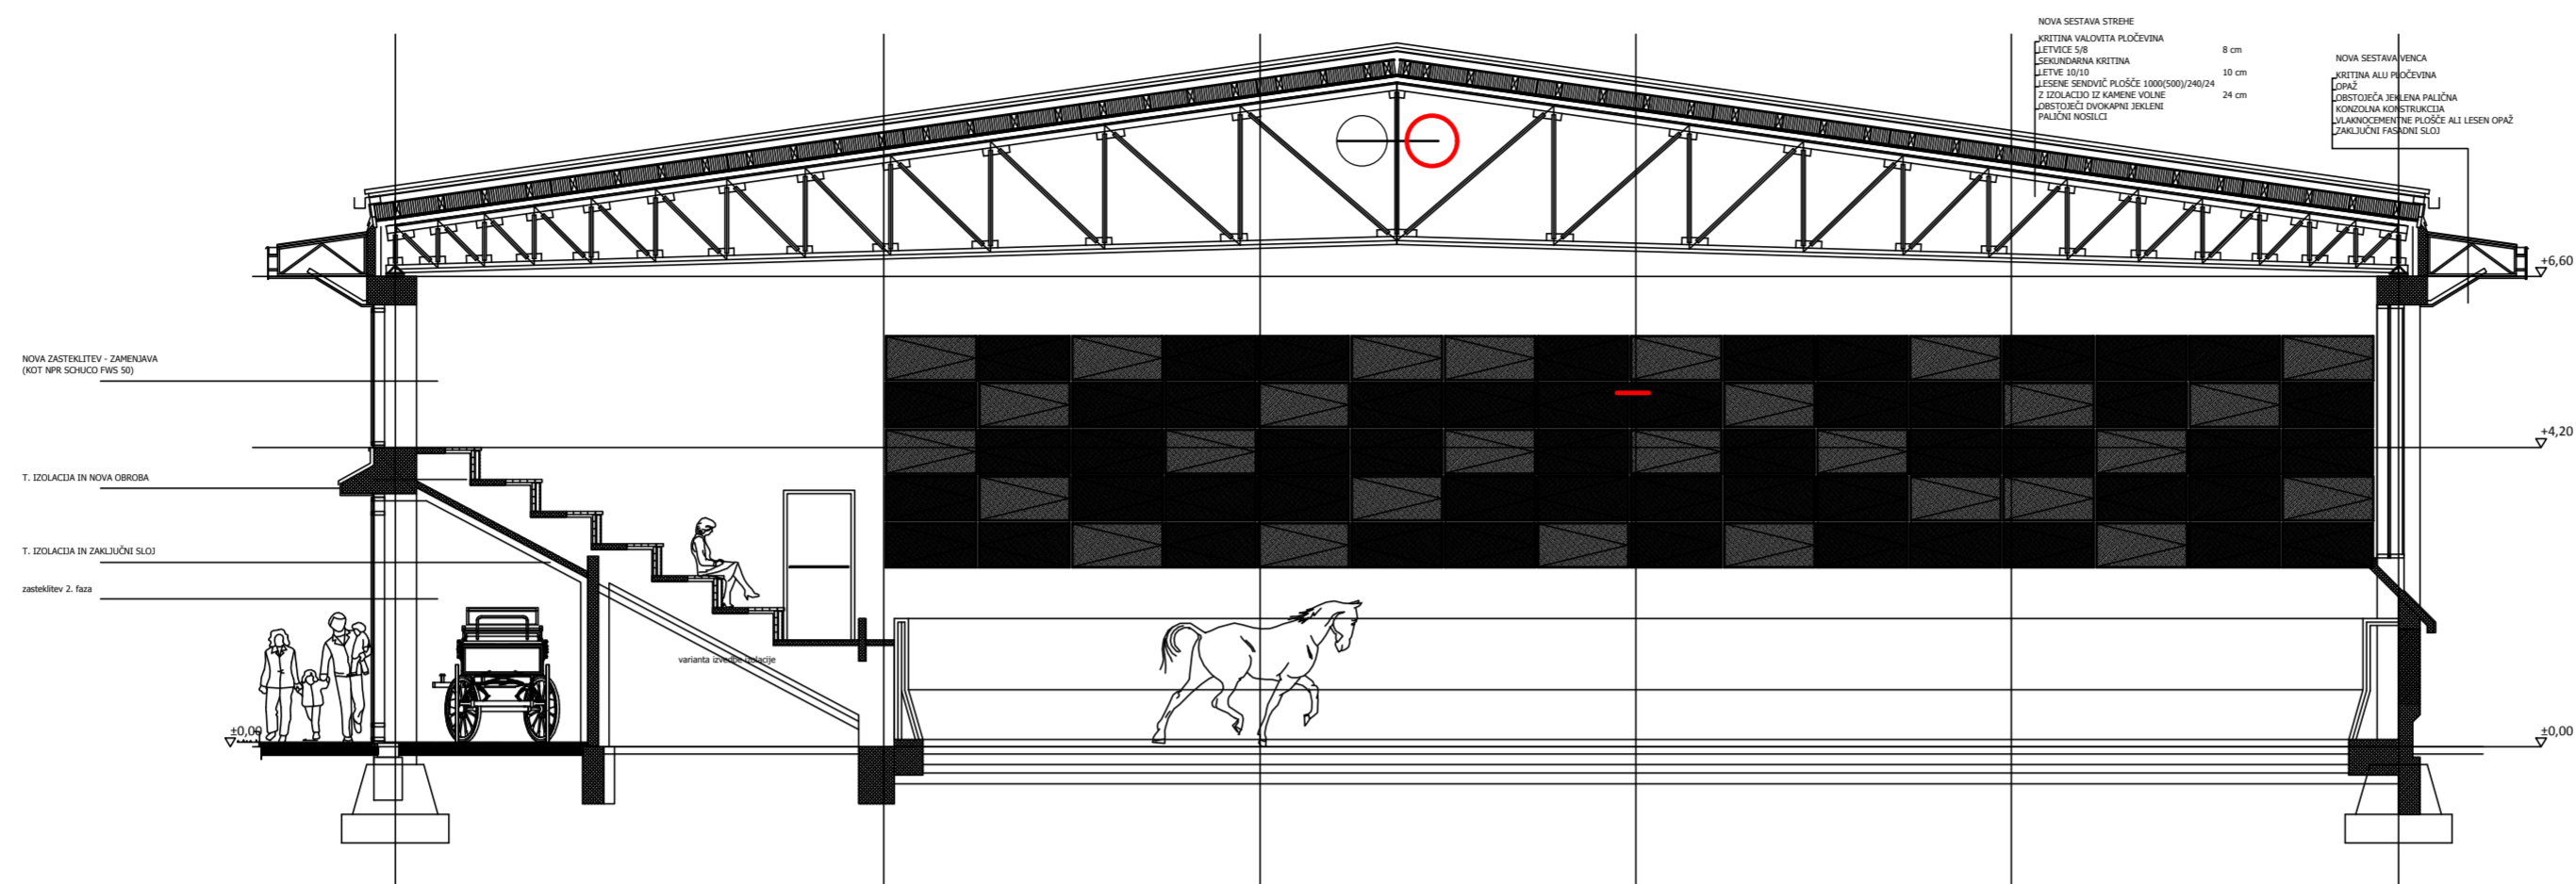 NOVA SESTAVA STREHE
KRITINA VALOVITA PLOČEVINA
LETVICE 5/8 8 cm
SEKUNDARNA KRITINA
LETVE 10/10 10 cm
LESENE SENDVIČ PLOŠČE 1000(500)/240/24
Z IZOLACIJO IZ KAMENE VOLNE 24 cm
OBSTOJEČI DVOKAPNI JEKLENI
PALIČNI NOSILCI
NOVA SESTAVA VENCA
KRITINA ALU PLOČEVINA
OPAŽ
OBSTOJEČA JEKLENA PALIČNA
KONZOLNA KONSTRUKCIJA
VLAKNOCEMENTNE PLOŠČE ALI LESEN OPAŽ
ZAKLJUČNI FASADNI SLOJ
+6,60
NOVA ZASTEKLITEV - ZAMENJAVA
(KOT NPR SCHUCO FWS 50)
+4,20
T. IZOLACIJA IN NOVA OBROBA
T. IZOLACIJA IN ZAKLJUČNI SLOJ
zasteklitev 2. faza
varianta izvedbe izolacije
±0,00
±0,00